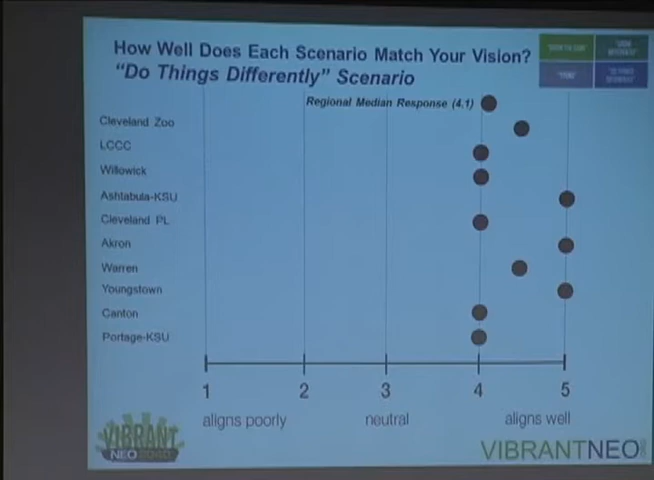 How Well Does Each Scenario Match Your Vision?
"Do Things Differently" Scenario
Regional Median Response (4.1)
Cleveland Zoo
LCCC
Willowick
Ashtabula-KSU
Cleveland PL
Akron
Warren
Youngstown
Canton
Portage-KSU
1 2 3 4 5
aligns poorly neutral aligns well
VIBRANT
NEO 2040
VIBRANTNEO